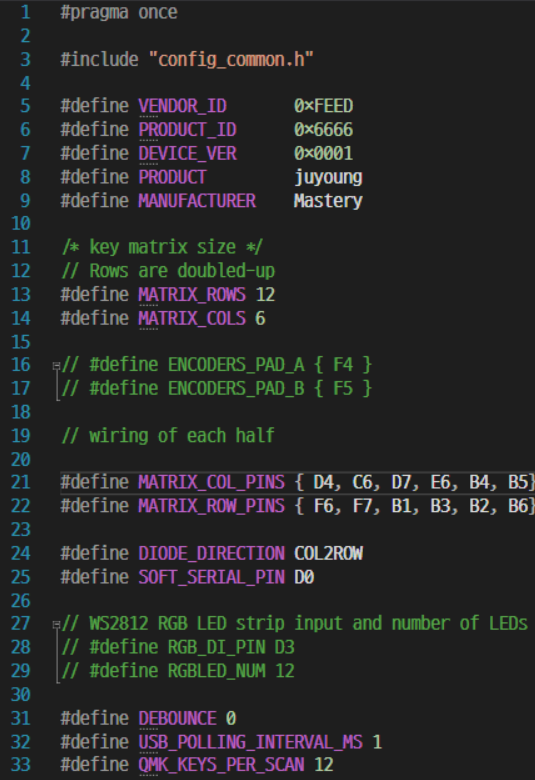 1 #pragma once
2
3 #include "config_common.h"
4
5 #define VENDOR_ID 0×FEED
6 #define PRODUCT_ID 0×6666
7 #define DEVICE_VER 0×0001
8 #define PRODUCT juyoung
9 #define MANUFACTURER Mastery
10
11 /* key matrix size */
12 // Rows are doubled-up
13 #define MATRIX_ROWS 12
14 #define MATRIX_COLS 6
15
16 // #define ENCODERS_PAD_A { F4 }
17 // #define ENCODERS_PAD_B { F5 }
18
19 // wiring of each half
20
21 #define MATRIX_COL_PINS { D4, C6, D7, E6, B4, B5}
22 #define MATRIX_ROW_PINS { F6, F7, B1, B3, B2, B6}
23
24 #define DIODE_DIRECTION COL2ROW
25 #define SOFT_SERIAL_PIN D0
26
27 // WS2812 RGB LED strip input and number of LEDs
28 // #define RGB_DI_PIN D3
29 // #define RGBLED_NUM 12
30
31 #define DEBOUNCE 0
32 #define USB_POLLING_INTERVAL_MS 1
33 #define QMK_KEYS_PER_SCAN 12